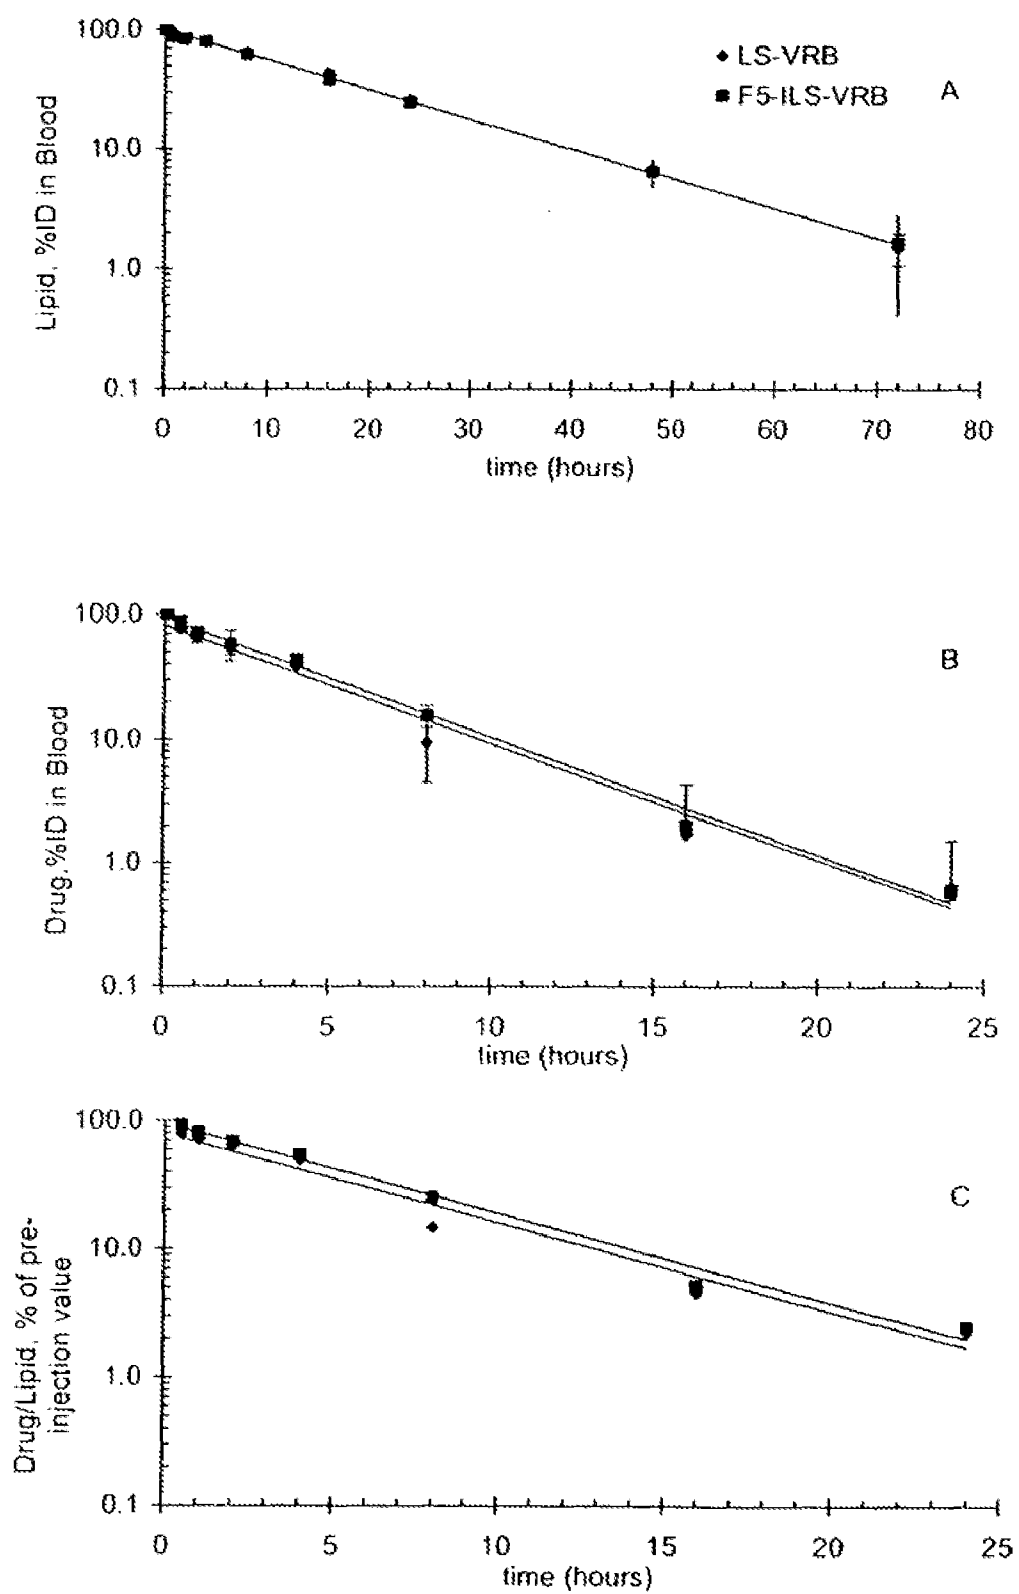 100.0
LS-VRB
F5-ILS-VRB
A
10.0
Lipid, %ID in Blood
1.0
0.1
0 10 20 30 40 50 60 70 80
time (hours)
100.0
B
10.0
Drug, %ID in Blood
1.0
0.1
0 5 10 15 20 25
time (hours)
100.0
C
10.0
Drug/Lipid, % of pre-
injection value
1.0
0.1
0 5 10 15 20 25
time (hours)